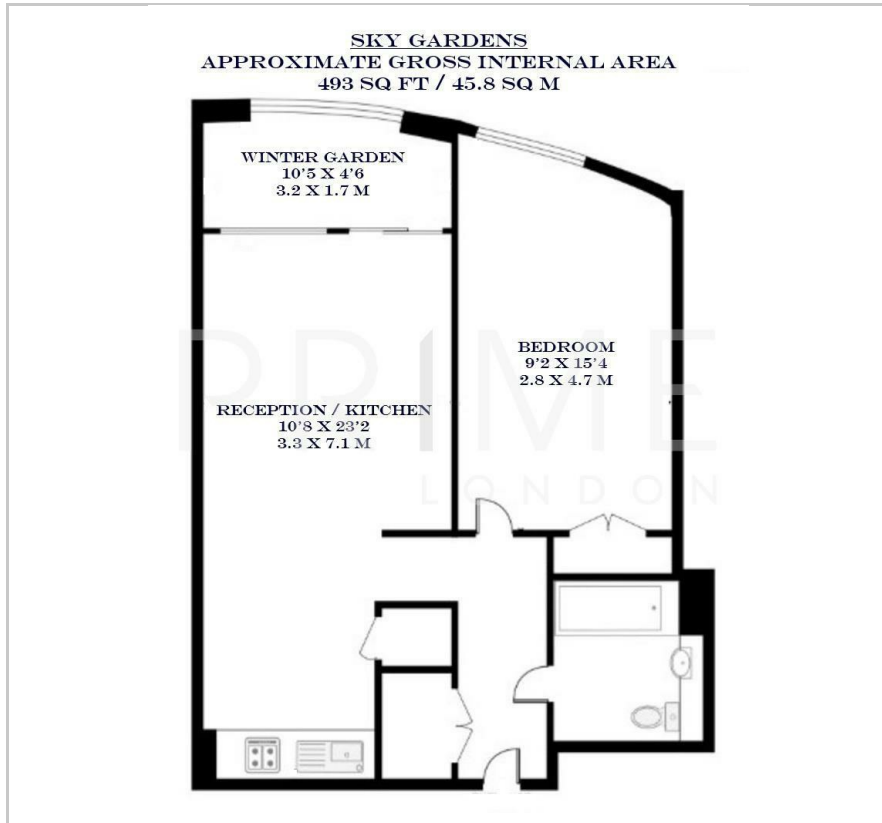 SKY GARDENS
APPROXIMATE GROSS INTERNAL AREA
493 SQ FT / 45.8 SQ M
WINTER GARDEN
10'5 X 4'6
3.2 X 1.7 M
BEDROOM
9'2 X 15'4
2.8 X 4.7 M
RECEPTION / KITCHEN
10'8 X 23'2
3.3 X 7.1 M
PRIME
LONDON